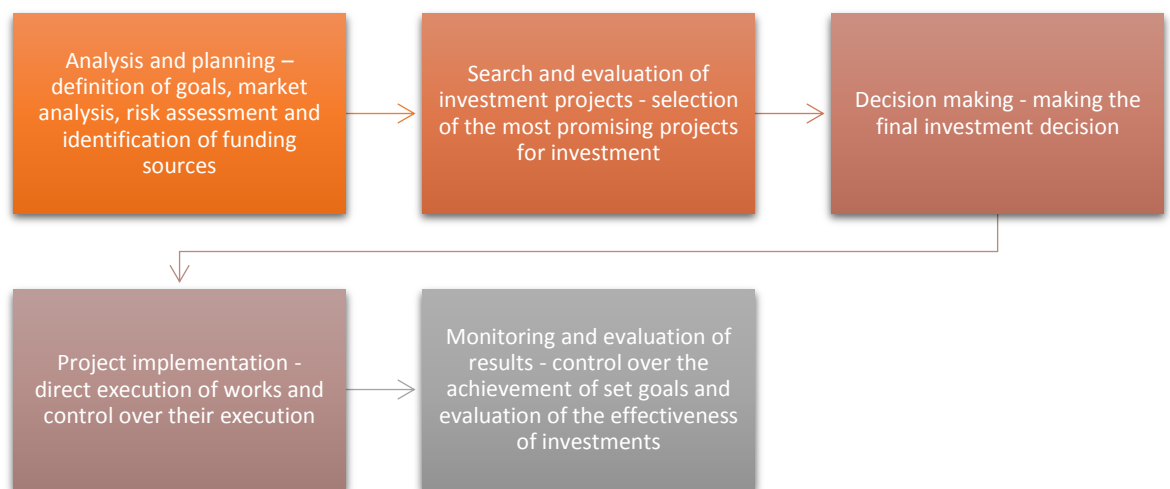 Analysis and planning –
definition of goals, market
analysis, risk assessment and
identification of funding
sources
Search and evaluation of
investment projects - selection
of the most promising projects
for investment
Decision making - making the
final investment decision
Project implementation -
direct execution of works and
control over their execution
Monitoring and evaluation of
results - control over the
achievement of set goals and
evaluation of the effectiveness
of investments